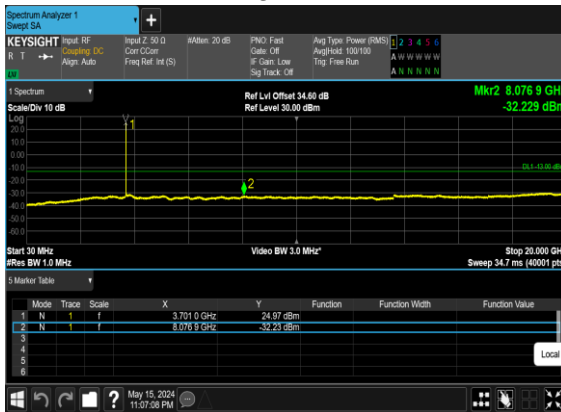 Spectrum Analyzer 1
Swept SA
KEYSIGHT Input: RF Input Z: 50 Ω #Atten: 20 dB PNO: Fast Avg Type: Power (RMS) 1 2 3 4 5 6
R T Coupling: DC Corr CCorr Gate: Off Avg|Hold: 100/100 A W W W W W
Align: Auto Freq Ref: Int (S) IF Gain: Low Trig: Free Run
LXI Sig Track: Off A N N N N N
1 Spectrum Ref Lvl Offset 34.60 dB Mkr2 8.076 9 GH
Scale/Div 10 dB Ref Level 30.00 dBm -32.229 dBm
Log
20.0 1
10.0
0.00
-10.0 DL1 -13.00 dB
-20.0
-30.0 2
-40.0
-50.0
-60.0
Start 30 MHz Video BW 3.0 MHz* Stop 20.000 GH
#Res BW 1.0 MHz Sweep 34.7 ms (40001 pts
5 Marker Table
Mode Trace Scale X Y Function Function Width Function Value
1 N 1 f 3.701 0 GHz 24.97 dBm
2 N 1 f 8.076 9 GHz -32.23 dBm
3
4
5
6
Local
? May 15, 2024
11:07:08 PM